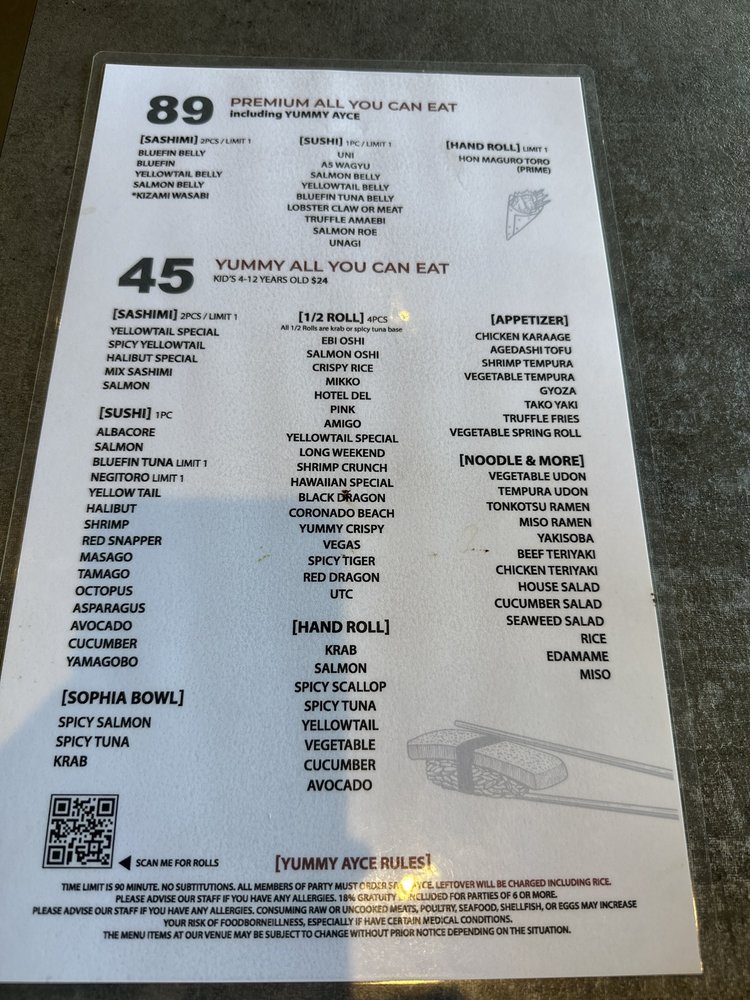 89 PREMIUM ALL YOU CAN EAT
including YUMMY AYCE
[SASHIMI] 2PCS / LIMIT 1
BLUEFIN BELLY
BLUEFIN
YELLOWTAIL BELLY
SALMON BELLY
*KIZAMI WASABI
[SUSHI] 1PC / LIMIT 1
UNI
A5 WAGYU
SALMON BELLY
YELLOWTAIL BELLY
BLUEFIN TUNA BELLY
LOBSTER CLAW OR MEAT
TRUFFLE AMAEBI
SALMON ROE
UNAGI
[HAND ROLL] LIMIT 1
HON MAGURO TORO
(PRIME)
45 YUMMY ALL YOU CAN EAT
KID'S 4-12 YEARS OLD $24
[SASHIMI] 2PCS / LIMIT 1
YELLOWTAIL SPECIAL
SPICY YELLOWTAIL
HALIBUT SPECIAL
MIX SASHIMI
SALMON
[SUSHI] 1PC
ALBACORE
SALMON
BLUEFIN TUNA LIMIT 1
NEGITORO LIMIT 1
YELLOW TAIL
HALIBUT
SHRIMP
RED SNAPPER
MASAGO
TAMAGO
OCTOPUS
ASPARAGUS
AVOCADO
CUCUMBER
YAMAGOBO
[SOPHIA BOWL]
SPICY SALMON
SPICY TUNA
KRAB
[1/2 ROLL] 4PCS
All 1/2 Rolls are krab or spicy tuna base
EBI OSHI
SALMON OSHI
CRISPY RICE
MIKKO
HOTEL DEL
PINK
AMIGO
YELLOWTAIL SPECIAL
LONG WEEKEND
SHRIMP CRUNCH
HAWAIIAN SPECIAL
BLACK DRAGON
CORONADO BEACH
YUMMY CRISPY
VEGAS
SPICY TIGER
RED DRAGON
UTC
[HAND ROLL]
KRAB
SALMON
SPICY SCALLOP
SPICY TUNA
YELLOWTAIL
VEGETABLE
CUCUMBER
AVOCADO
[APPETIZER]
CHICKEN KARAAGE
AGEDASHI TOFU
SHRIMP TEMPURA
VEGETABLE TEMPURA
GYOZA
TAKO YAKI
TRUFFLE FRIES
VEGETABLE SPRING ROLL
[NOODLE & MORE]
VEGETABLE UDON
TEMPURA UDON
TONKOTSU RAMEN
MISO RAMEN
YAKISOBA
BEEF TERIYAKI
CHICKEN TERIYAKI
HOUSE SALAD
CUCUMBER SALAD
SEAWEED SALAD
RICE
EDAMAME
MISO
SCAN ME FOR ROLLS
[YUMMY AYCE RULES]
TIME LIMIT IS 90 MINUTE. NO SUBTITUTIONS. ALL MEMBERS OF PARTY MUST ORDER AYCE. LEFTOVER WILL BE CHARGED INCLUDING RICE.
PLEASE ADVISE OUR STAFF IF YOU HAVE ANY ALLERGIES. 18% GRATUITY INCLUDED FOR PARTIES OF 6 OR MORE.
PLEASE ADVISE OUR STAFF IF YOU HAVE ANY ALLERGIES. CONSUMING RAW OR UNCOOKED MEATS, POULTRY, SEAFOOD, SHELLFISH, OR EGGS MAY INCREASE
YOUR RISK OF FOODBORNEILLNESS, ESPECIALLY IF HAVE CERTAIN MEDICAL CONDITIONS.
THE MENU ITEMS AT OUR VENUE MAY BE SUBJECT TO CHANGE WITHOUT PRIOR NOTICE DEPENDING ON THE SITUATION.